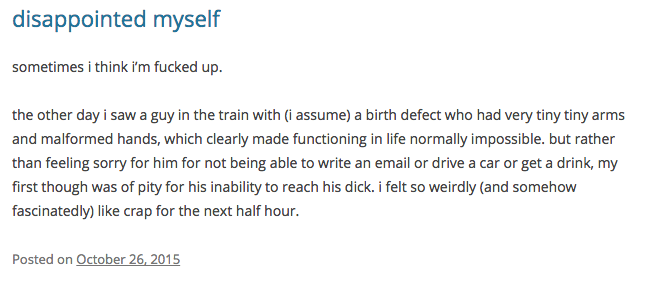 disappointed myself
sometimes i think i'm fucked up.
the other day i saw a guy in the train with (i assume) a birth defect who had very tiny tiny arms
and malformed hands, which clearly made functioning in life normally impossible. but rather
than feeling sorry for him for not being able to write an email or drive a car or get a drink, my
first though was of pity for his inability to reach his dick. i felt so weirdly (and somehow
fascinatedly) like crap for the next half hour.
Posted on October 26, 2015